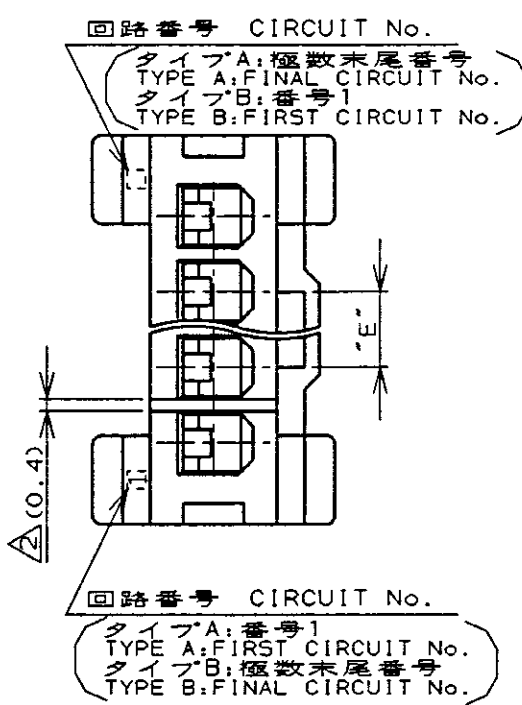 回路番号 CIRCUIT No.
タイプA:極数末尾番号
TYPE A:FINAL CIRCUIT No.
タイプB:番号1
TYPE B:FIRST CIRCUIT No.
"E"
2 (0.4)
1
回路番号 CIRCUIT No.
タイプA:番号1
TYPE A:FIRST CIRCUIT No.
タイプB:極数末尾番号
TYPE B:FINAL CIRCUIT No.